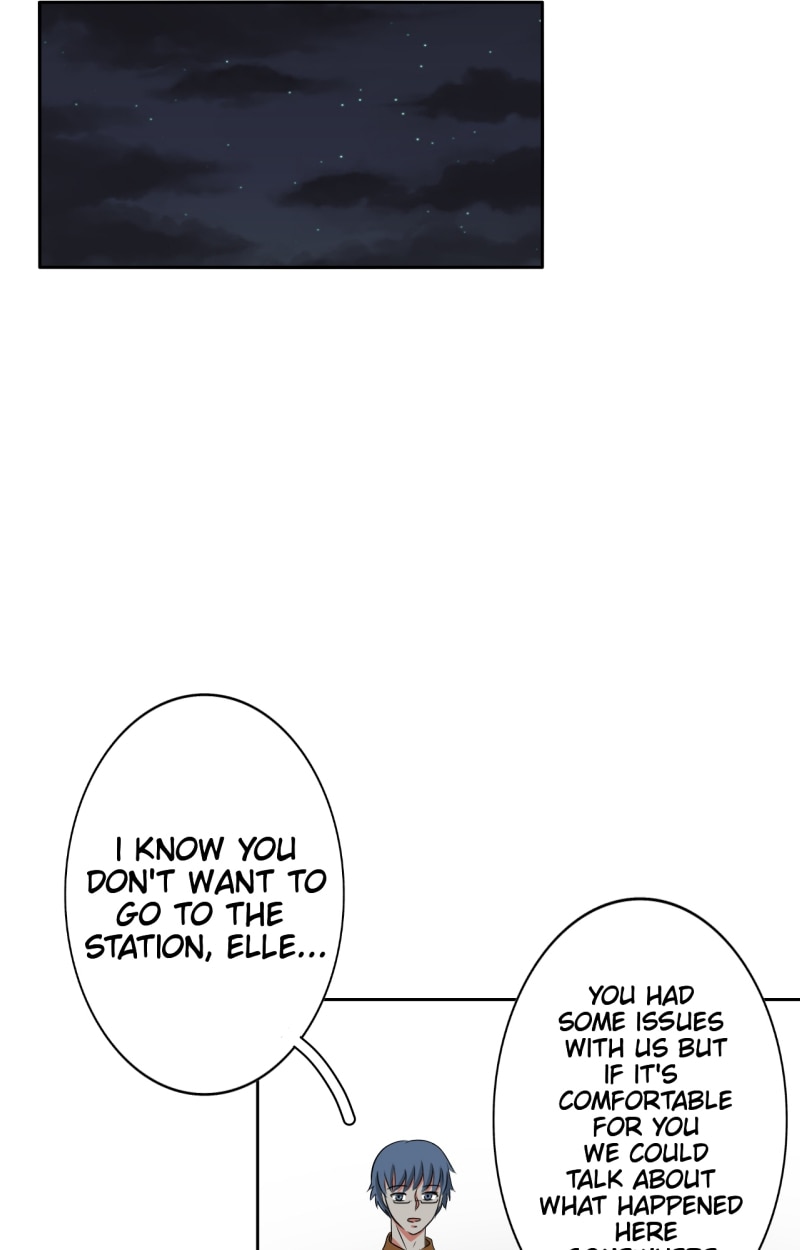 I KNOW YOU
DON'T WANT TO
GO TO THE
STATION, ELLE...
YOU HAD
SOME ISSUES
WITH US BUT
IF IT'S
COMFORTABLE
FOR YOU
WE COULD
TALK ABOUT
WHAT HAPPENED
HERE